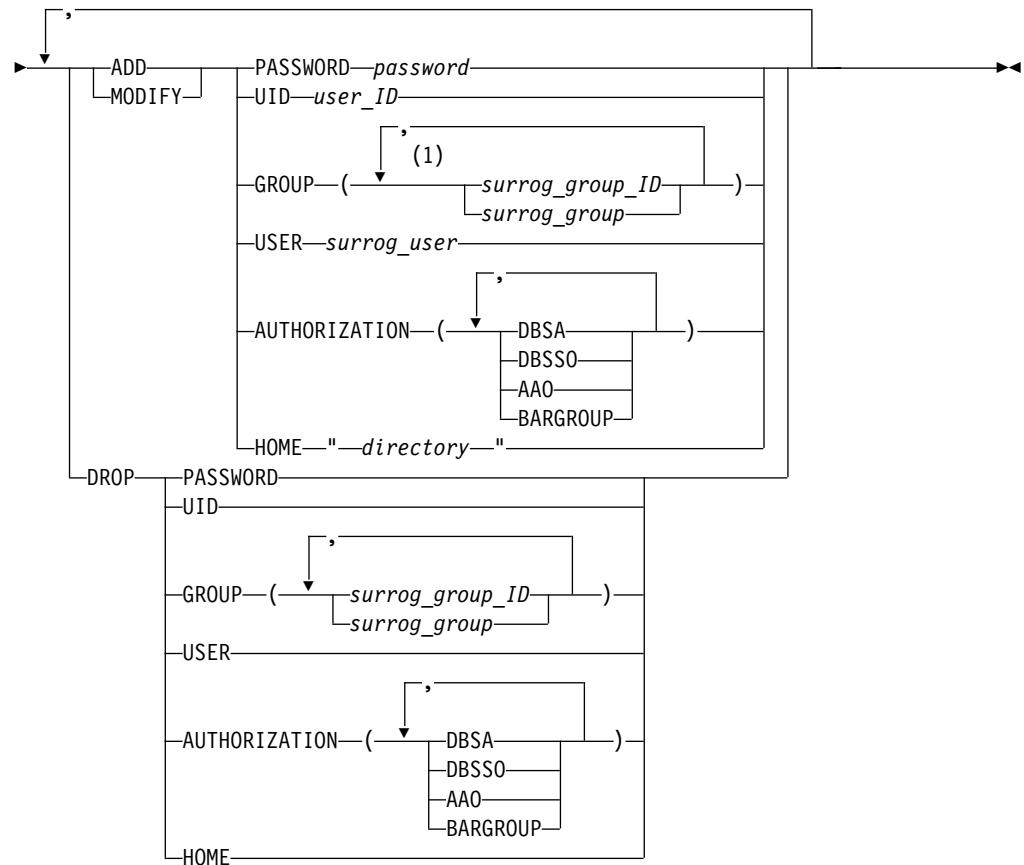 ,
ADD PASSWORD password
MODIFY UID user_ID
,
(1)
GROUP ( surrog_group_ID )
surrog_group
USER surrog_user
,
AUTHORIZATION ( DBSA )
DBSSO
AAO
BARGROUP
HOME " directory "
DROP PASSWORD
UID
,
GROUP ( surrog_group_ID )
surrog_group
USER
,
AUTHORIZATION ( DBSA )
DBSSO
AAO
BARGROUP
HOME